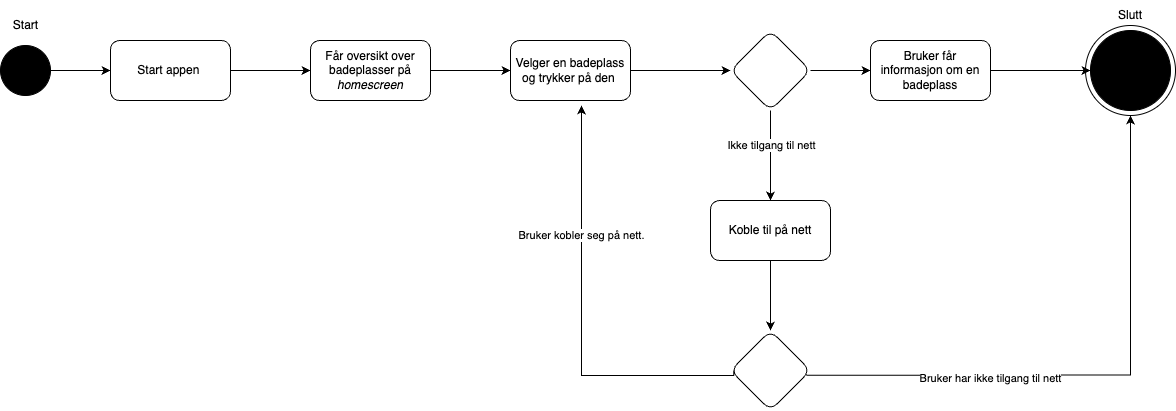 Start
Slutt
Start appen
Får oversikt over
badeplasser på
homescreen
Velger en badeplass
og trykker på den
Bruker får
informasjon om en
badeplass
Ikke tilgang til nett
Koble til på nett
Bruker kobler seg på nett.
Bruker har ikke tilgang til nett